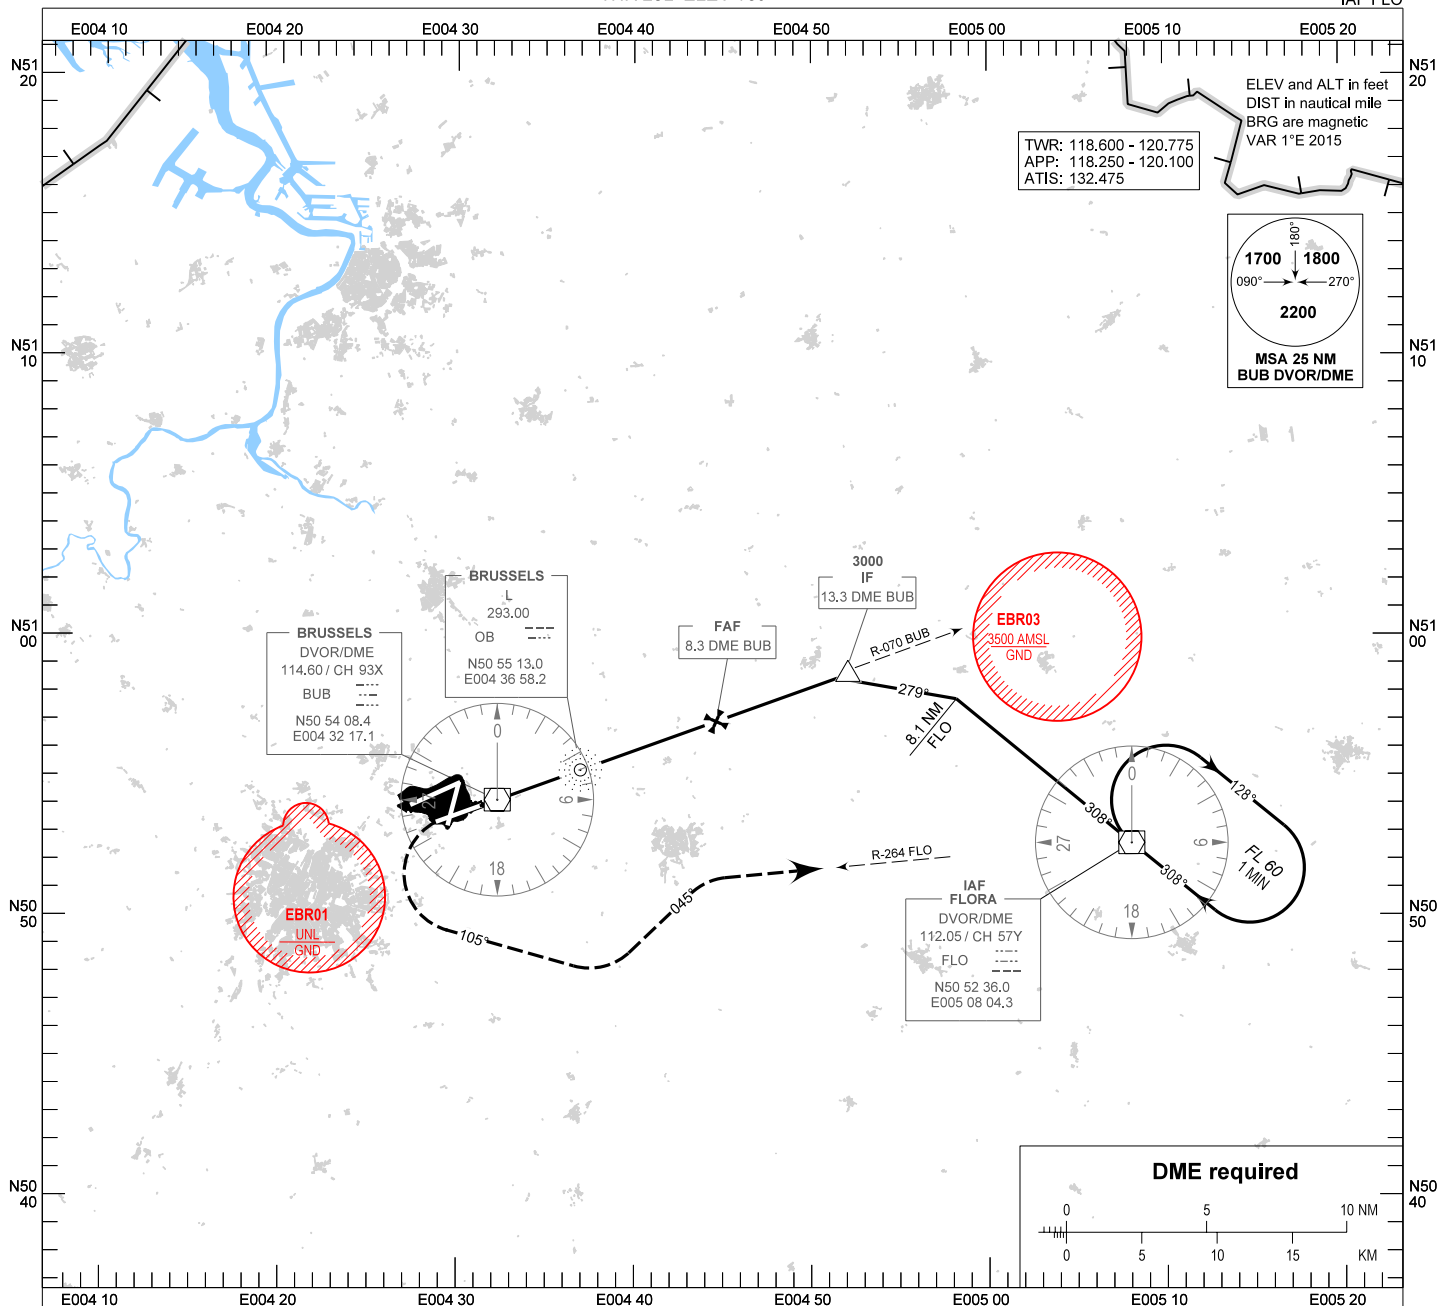 E004 10
E004 20
E004 30
E004 40
E004 50
E005 00
E005 10
E005 20
N51
20
N51
20
ELEV and ALT in feet
DIST in nautical mile
BRG are magnetic
VAR 1°E 2015
TWR: 118.600 - 120.775
APP: 118.250 - 120.100
ATIS: 132.475
180°
1700
1800
090°
270°
2200
MSA 25 NM
BUB DVOR/DME
N51
10
N51
10
3000
IF
13.3 DME BUB
BRUSSELS
L
293.00
OB
N50 55 13.0
E004 36 58.2
FAF
8.3 DME BUB
EBR03
3500 AMSL
GND
N51
00
N51
00
BRUSSELS
DVOR/DME
114.60 / CH 93X
BUB
N50 54 08.4
E004 32 17.1
R-070 BUB
279°
8.1 NM
FLO
0
9
18
27
0
9
18
27
128°
308°
308°
FL 60
1 MIN
R-264 FLO
045°
105°
IAF
FLORA
DVOR/DME
112.05 / CH 57Y
FLO
N50 52 36.0
E005 08 04.3
EBR01
UNL
GND
N50
50
N50
50
DME required
0
5
10 NM
0
5
10
15
KM
N50
40
N50
40
E004 10
E004 20
E004 30
E004 40
E004 50
E005 00
E005 10
E005 20